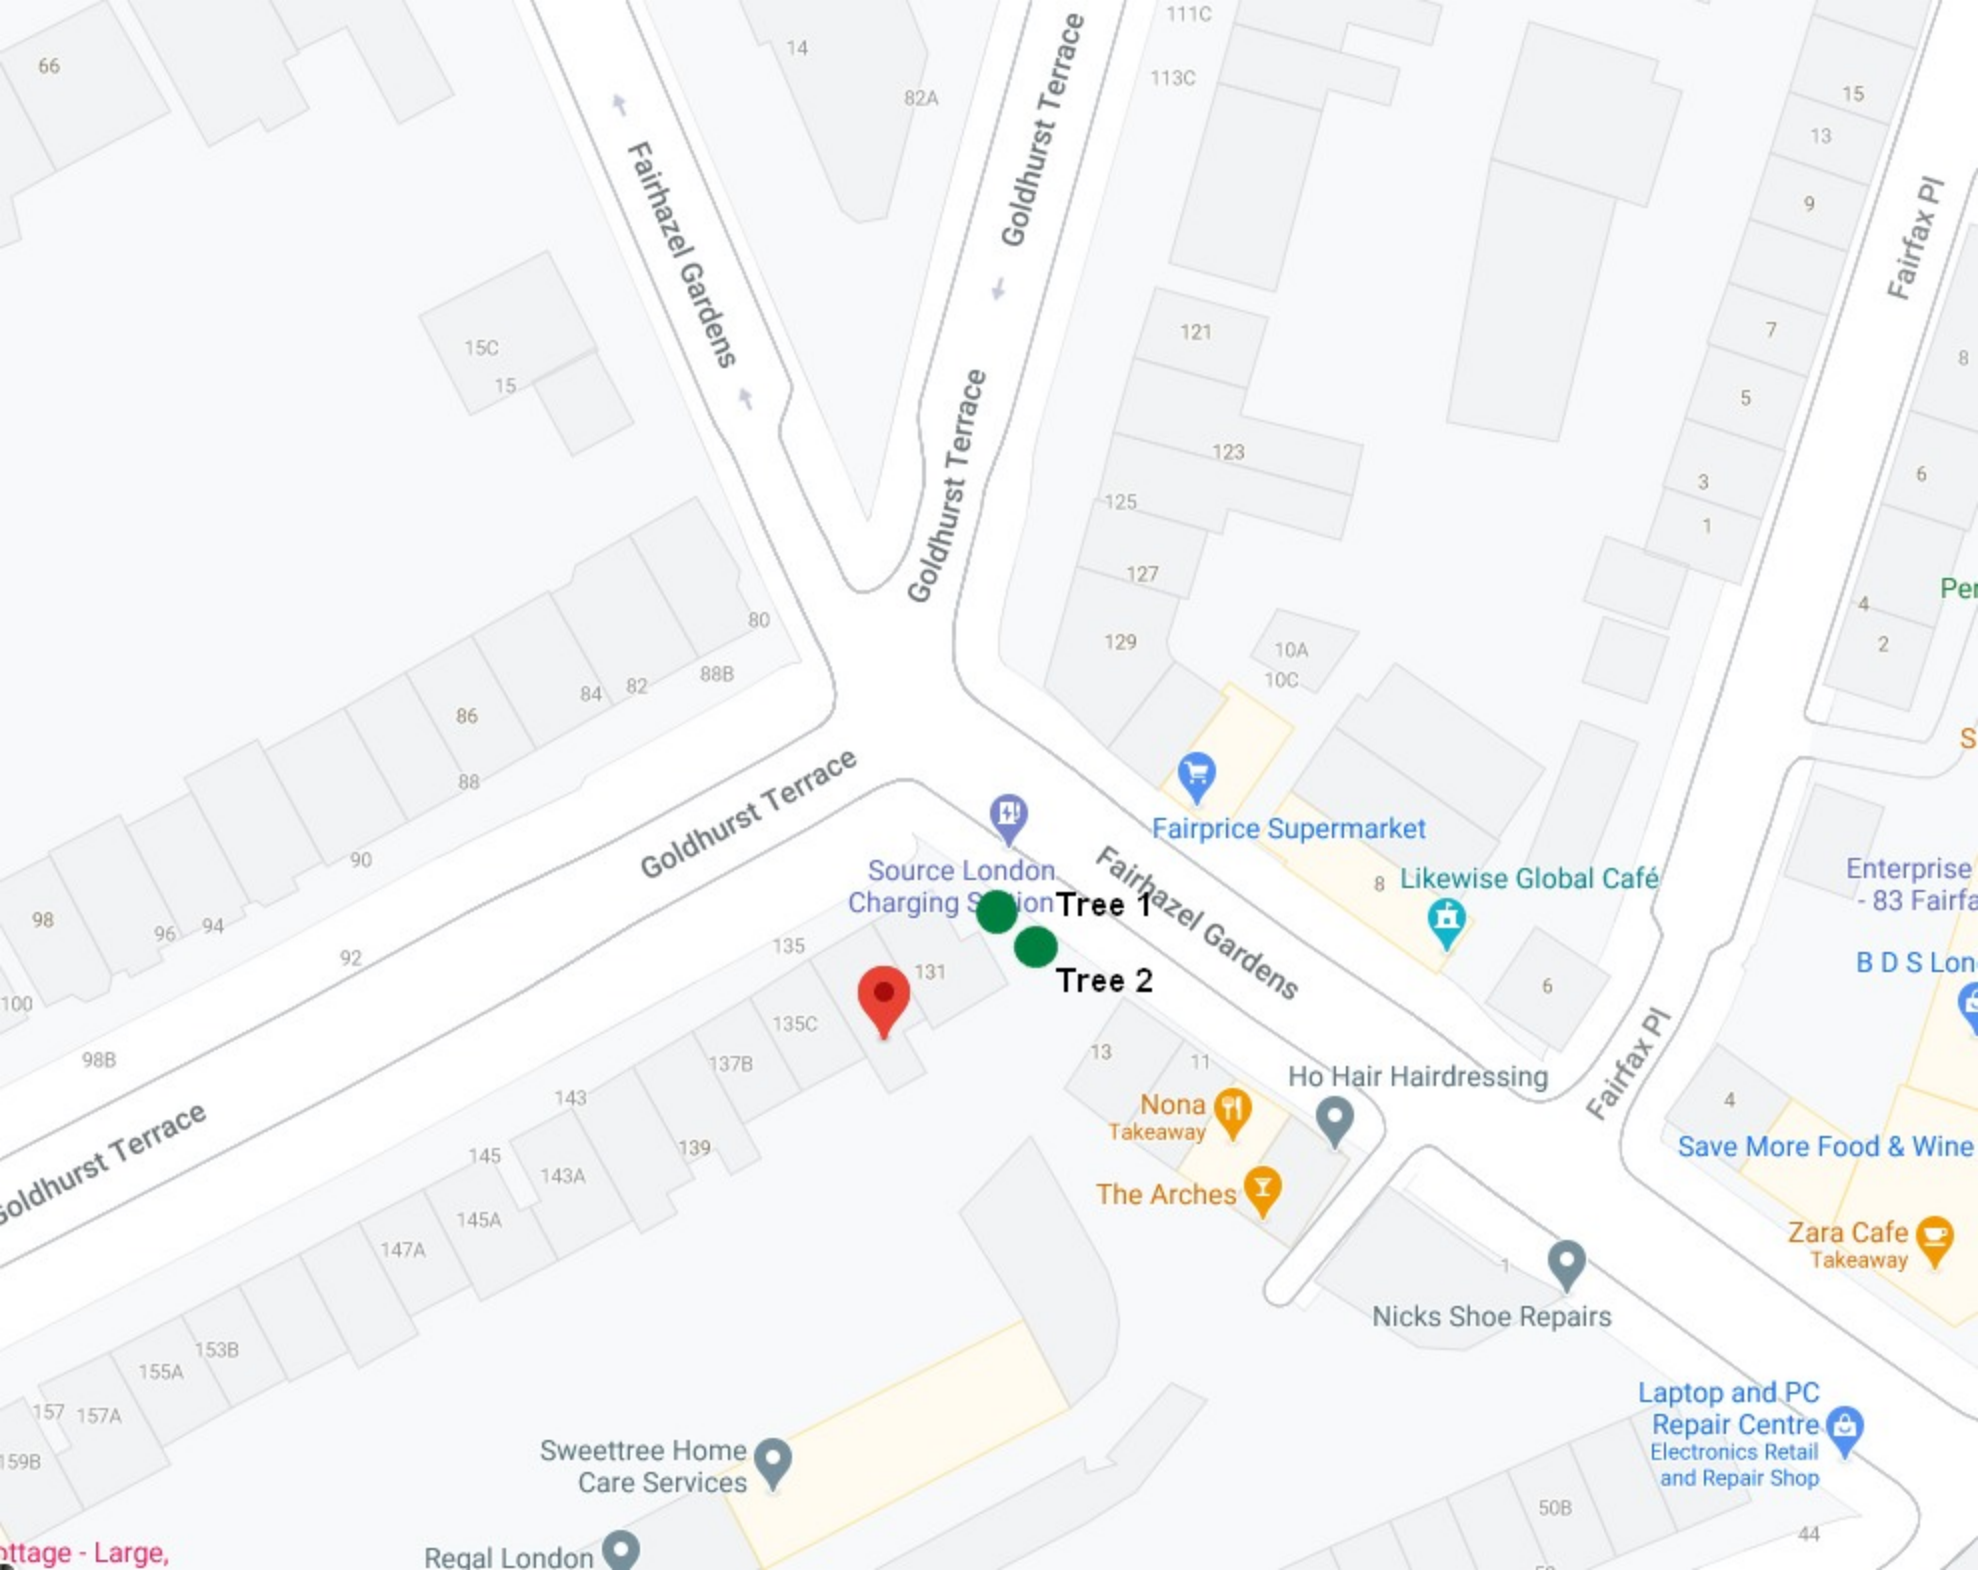 111C
14
66
82A
113C
Goldhurst Terrace
15
13
9
Fairhazel Gardens
Fairfax Pl
121
7
8
15C
15
5
Goldhurst Terrace
123
3
6
125
1
127
Per
4
80
129
10A
2
10C
88B
84
82
86
88
S
Goldhurst Terrace
Fairprice Supermarket
90
Source London
Charging S ion
Tree 1
Fairhazel Gardens
8
Likewise Global Café
Enterprise
- 83 Fairfa
98
96
94
92
135
131
Tree 2
B D S Lon
6
100
135C
98B
137B
13
11
Ho Hair Hairdressing
Fairfax Pl
143
Nona
Takeaway
4
Goldhurst Terrace
139
Save More Food & Wine
145
143A
The Arches
145A
147A
Zara Cafe
Takeaway
1
Nicks Shoe Repairs
153B
155A
157
157A
Laptop and PC
Repair Centre
Electronics Retail
and Repair Shop
159B
Sweettree Home
Care Services
50B
44
ottage - Large,
Regal London